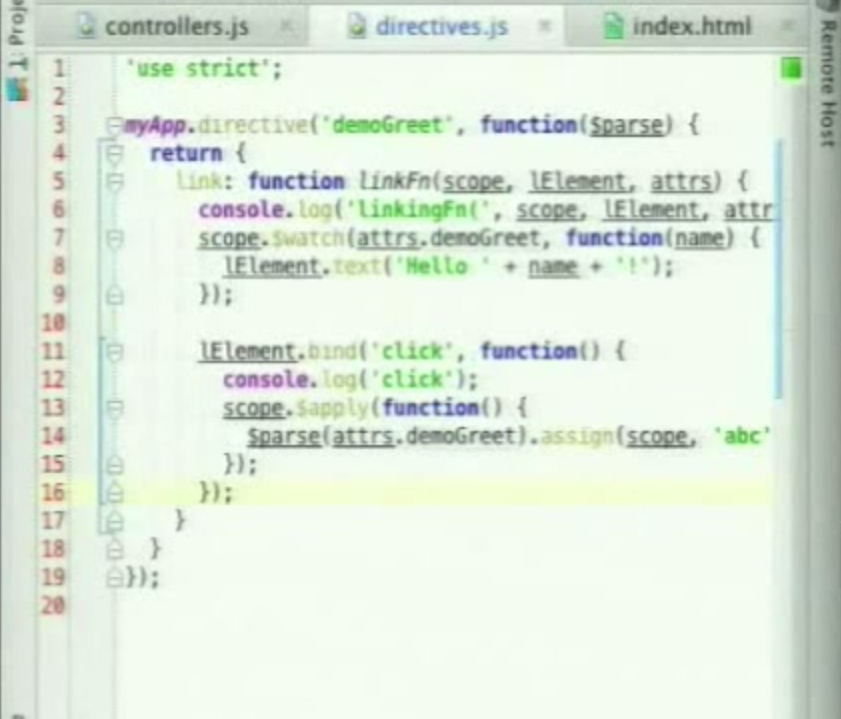 1: Proje
controllers.js
directives.js
index.html
Remote Host
1 'use strict';
2
3 myApp.directive('demoGreet', function($parse) {
4 return {
5 link: function linkFn(scope, lElement, attrs) {
6 console.log('linkingFn(', scope, lElement, attr
7 scope.$watch(attrs.demoGreet, function(name) {
8 lElement.text('Hello ' + name + '!');
9 });
10
11 lElement.bind('click', function() {
12 console.log('click');
13 scope.$apply(function() {
14 $parse(attrs.demoGreet).assign(scope, 'abc'
15 });
16 });
17 }
18 }
19 });
20